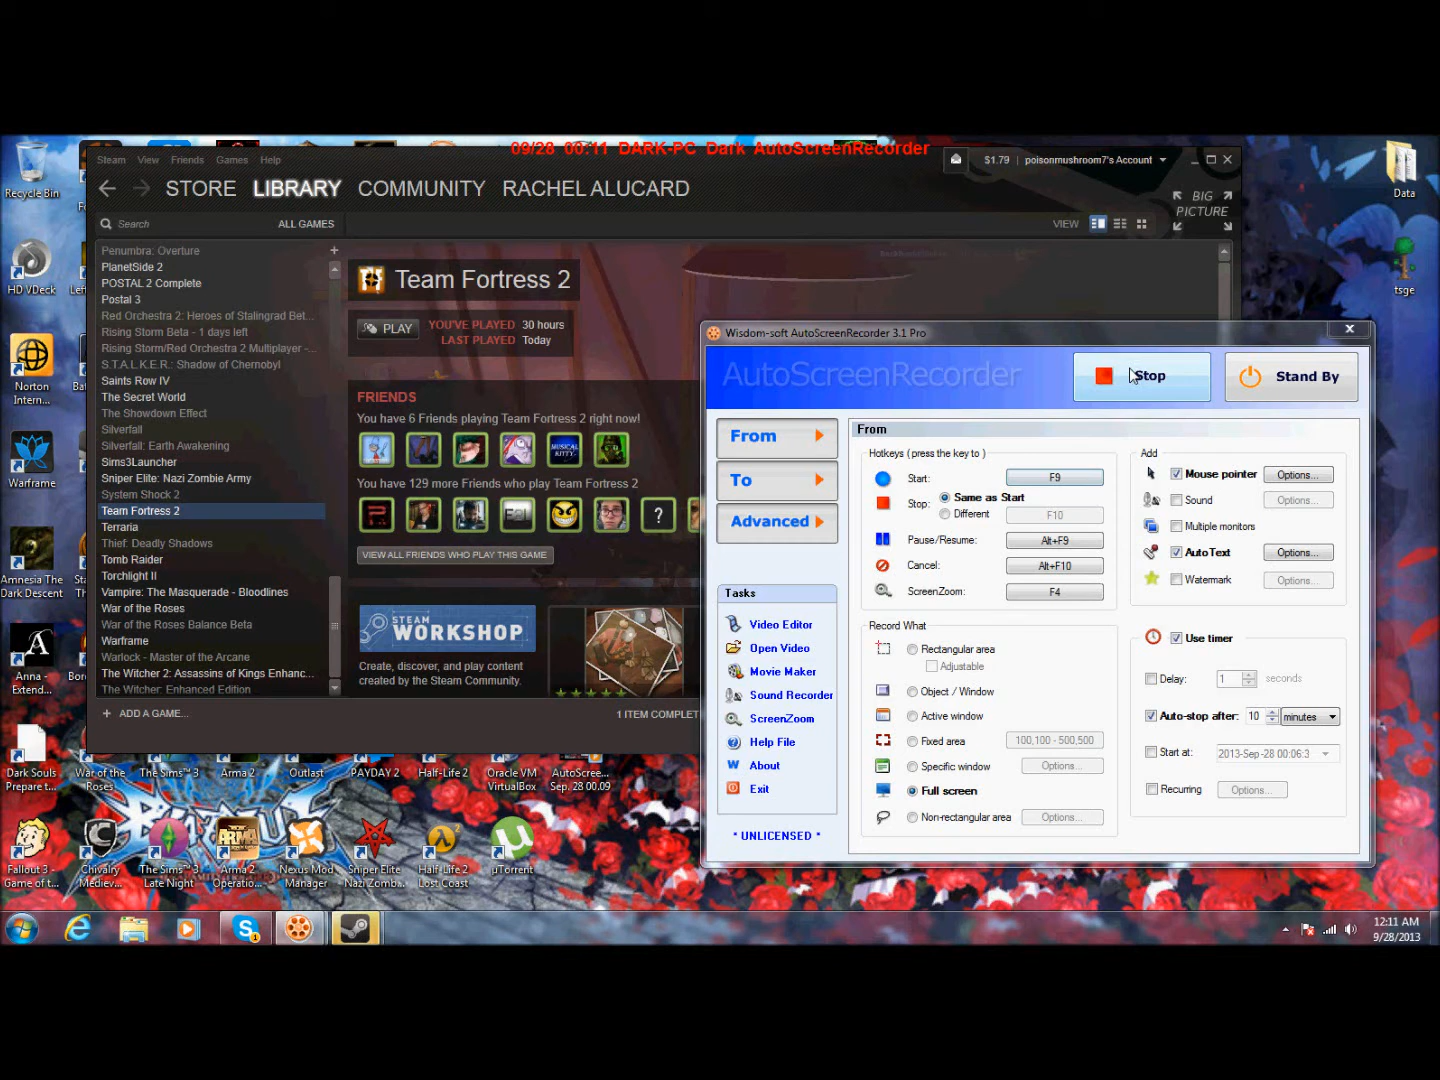 09/28 00:11 DARK-PC Dark AutoScreenRecorder
Steam View Friends Games Help
$1.79 poisonmushroom7's Account
STORE LIBRARY COMMUNITY RACHEL ALUCARD
BIG PICTURE
Search
ALL GAMES
VIEW
Penumbra: Overture
PlanetSide 2
POSTAL 2 Complete
Postal 3
Red Orchestra 2: Heroes of Stalingrad Bet...
Rising Storm Beta - 1 days left
Rising Storm/Red Orchestra 2 Multiplayer -...
S.T.A.L.K.E.R.: Shadow of Chernobyl
Saints Row IV
The Secret World
The Showdown Effect
Silverfall
Silverfall: Earth Awakening
Sims3Launcher
Sniper Elite: Nazi Zombie Army
System Shock 2
Team Fortress 2
Terraria
Thief: Deadly Shadows
Tomb Raider
Torchlight II
Vampire: The Masquerade - Bloodlines
War of the Roses
War of the Roses Balance Beta
Warframe
Warlock - Master of the Arcane
The Witcher 2: Assassins of Kings Enhanc...
The Witcher: Enhanced Edition
+ ADD A GAME...
1 ITEM COMPLET
Team Fortress 2
PLAY
YOU'VE PLAYED 30 hours
LAST PLAYED Today
FRIENDS
You have 6 Friends playing Team Fortress 2 right now!
MUSICAL KITTY
You have 129 more Friends who play Team Fortress 2
?
VIEW ALL FRIENDS WHO PLAY THIS GAME
STEAM WORKSHOP
Create, discover, and play content
created by the Steam Community.
Wisdom-soft AutoScreenRecorder 3.1 Pro
AutoScreenRecorder
Stop
Stand By
From
To
Advanced
Tasks
Video Editor
Open Video
Movie Maker
Sound Recorder
ScreenZoom
Help File
About
Exit
* UNLICENSED *
From
Hotkeys ( press the key to )
Start: F9
Stop: Same as Start
Different F10
Pause/Resume: Alt+F9
Cancel: Alt+F10
ScreenZoom: F4
Record What
Rectangular area
Adjustable
Object / Window
Active window
Fixed area 100,100 - 500,500
Specific window Options...
Full screen
Non-rectangular area Options...
Add
Mouse pointer Options...
Sound Options...
Multiple monitors
AutoText Options...
Watermark Options...
Use timer
Delay: 1 seconds
Auto-stop after: 10 minutes
Start at: 2013-Sep-28 00:06:3
Recurring Options...
Recycle Bin
HD VDeck
Norton
Intern...
Warframe
Amnesia The
Dark Descent
Anna -
Exten...
Dark Souls
Prepare t...
War of the
Roses
The Sims™ 3
Arma 2
Outlast
PAYDAY 2
Half-Life 2
Oracle VM
VirtualBox
AutoScree...
Sep. 28 00.09
Fallout 3 -
Game of t...
Chivalry
Mediev...
The Sims™ 3
Late Night
Arma 2
Operatio...
Nexus Mod
Manager
Sniper Elite
Nazi Zomba...
Half-Life 2
Lost Coast
µTorrent
Data
tsge
12:11 AM
9/28/2013